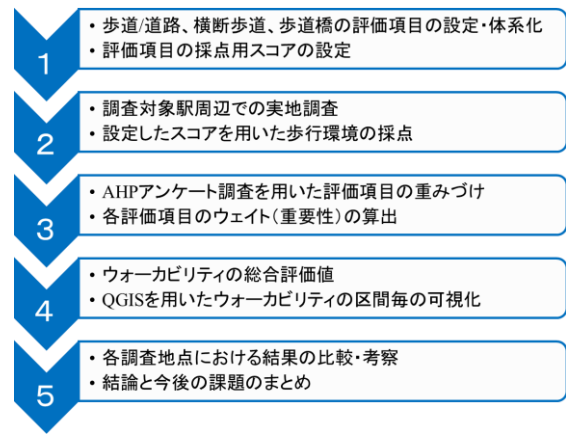 1
• 歩道/道路、横断歩道、歩道橋の評価項目の設定・体系化
• 評価項目の採点用スコアの設定
2
• 調査対象駅周辺での実地調査
• 設定したスコアを用いた歩行環境の採点
3
• AHPアンケート調査を用いた評価項目の重みづけ
• 各評価項目のウェイト(重要性)の算出
4
• ウォーカビリティの総合評価値
• QGISを用いたウォーカビリティの区間毎の可視化
5
• 各調査地点における結果の比較・考察
• 結論と今後の課題のまとめ